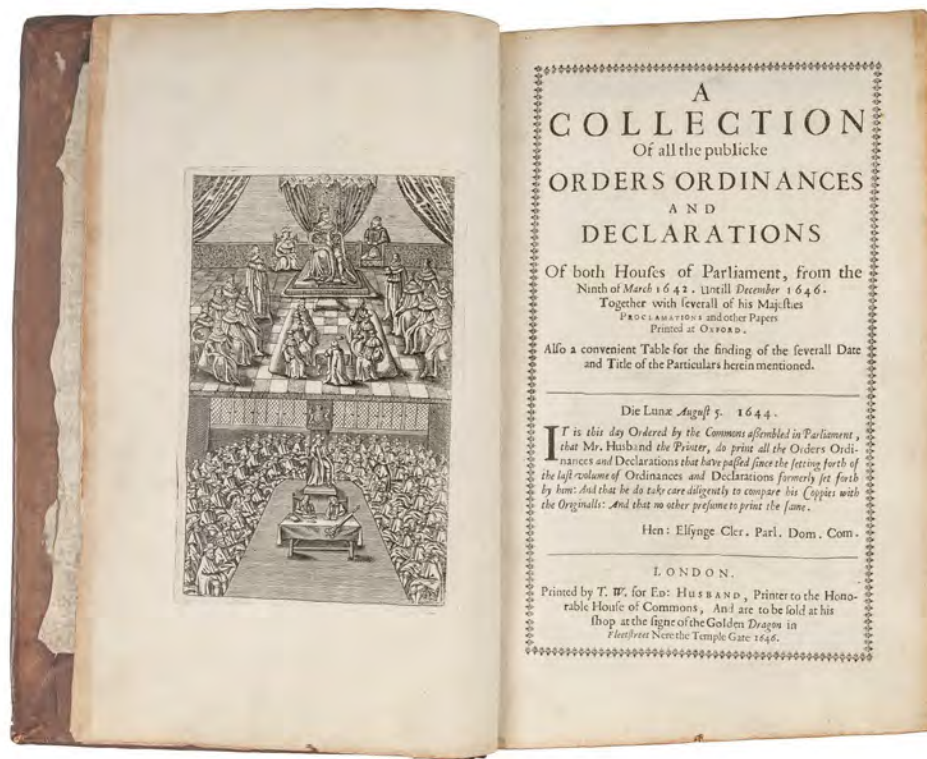 A
COLLECTION
Of all the publicke
ORDERS ORDINANCES
AND
DECLARATIONS
Of both Houſes of Parliament, from the
Ninth of March 1642. Untill December 1646.
Together with ſeverall of his Majeſties
PROCLAMATIONS and other Papers
Printed at OXFORD.
Alſo a convenient Table for the finding of the ſeverall Date
and Title of the Particulars herein mentioned.
Die Lunæ Auguſt 5. 1644.
IT is this day Ordered by the Commons aſſembled in Parliament,
that Mr. Husband the Printer, do print all the Orders Ordi-
nances and Declarations that have paſſed ſince the ſetting forth of
the laſt volume of Ordinances and Declarations formerly ſet forth
by him: And that he do take care diligently to compare his Coppies with
the Originalls: And that no other preſume to print the ſame.
Hen: Elſynge Cler. Parl. Dom. Com.
LONDON.
Printed by T. W. for ED: HUSBAND, Printer to the Hono-
rable Houſe of Commons, And are to be ſold at his
ſhop at the ſigne of the Golden Dragon in
Fleetſtreet Nere the Temple Gate 1646.